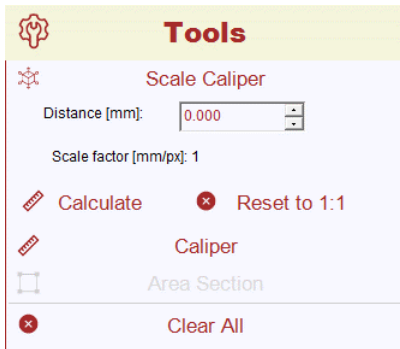 Tools
Scale Caliper
Distance [mm]: 0.000
Scale factor [mm/px]: 1
Calculate Reset to 1:1
Caliper
Area Section
Clear All